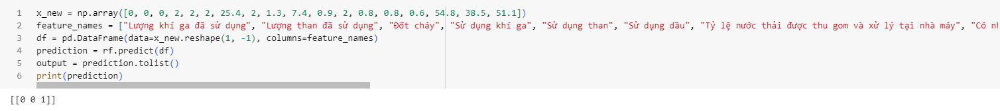 1 x_new = np.array([0, 0, 0, 2, 2, 2, 25.4, 2, 1.3, 7.4, 0.9, 2, 0.8, 0.8, 0.6, 54.8, 38.5, 51.1])
2 feature_names = ["Lượng khí ga đã sử dụng", "Lượng than đã sử dụng", "Đốt cháy", "Sử dụng khí ga", "Sử dụng than", "Sử dụng dầu", "Tỷ lệ nước thải được thu gom và xử lý tại nhà máy", "Có nh
3 df = pd.DataFrame(data=x_new.reshape(1, -1), columns=feature_names)
4 prediction = rf.predict(df)
5 output = prediction.tolist()
6 print(prediction)
[[0 0 1]]